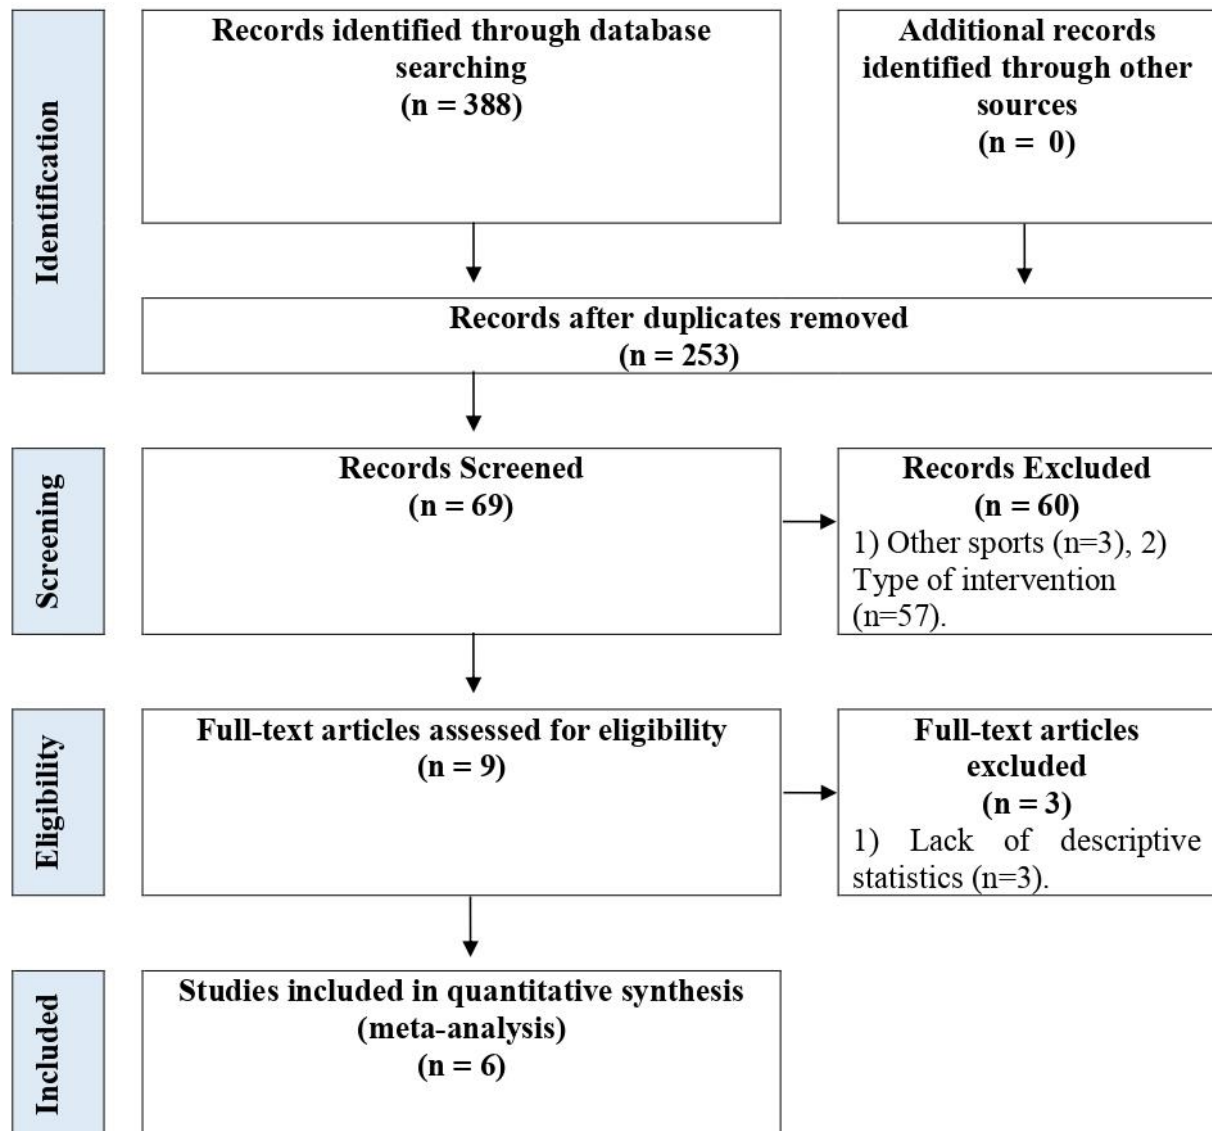 Identification
Records identified through database
searching
(n = 388)
Additional records
identified through other
sources
(n = 0)
Records after duplicates removed
(n = 253)
Screening
Records Screened
(n = 69)
Records Excluded
(n = 60)
1) Other sports (n=3), 2)
Type of intervention
(n=57).
Eligibility
Full-text articles assessed for eligibility
(n = 9)
Full-text articles
excluded
(n = 3)
1) Lack of descriptive
statistics (n=3).
Included
Studies included in quantitative synthesis
(meta-analysis)
(n = 6)